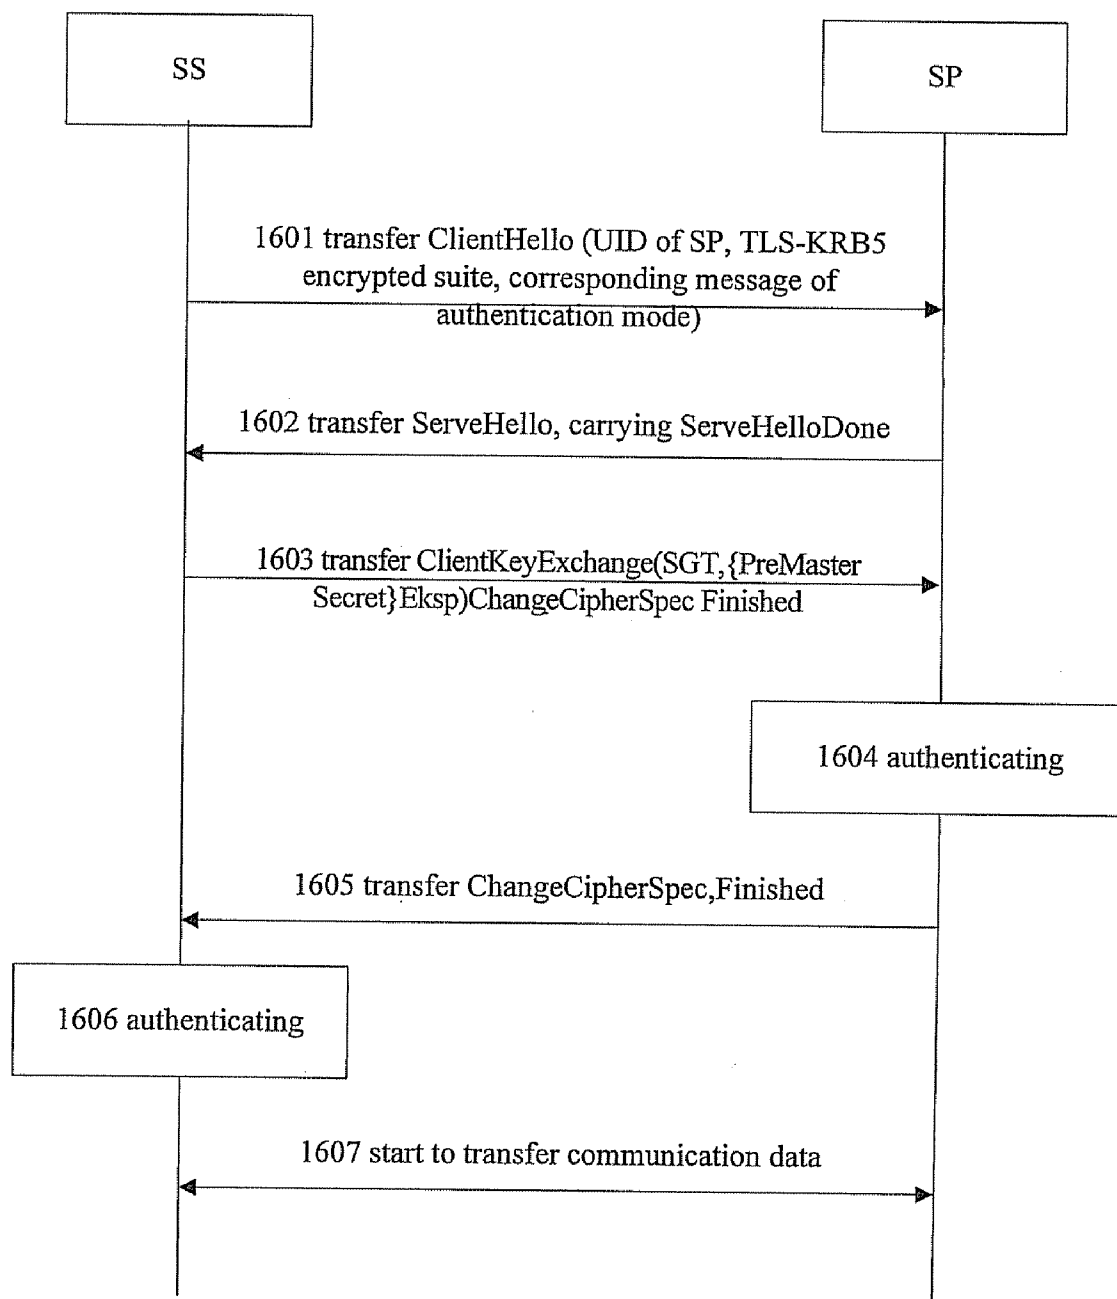 SS
SP
1601 transfer ClientHello (UID of SP, TLS-KRB5
encrypted suite, corresponding message of
authentication mode)
1602 transfer ServeHello, carrying ServeHelloDone
1603 transfer ClientKeyExchange(SGT,{PreMaster
Secret}Eksp)ChangeCipherSpec Finished
1604 authenticating
1605 transfer ChangeCipherSpec,Finished
1606 authenticating
1607 start to transfer communication data